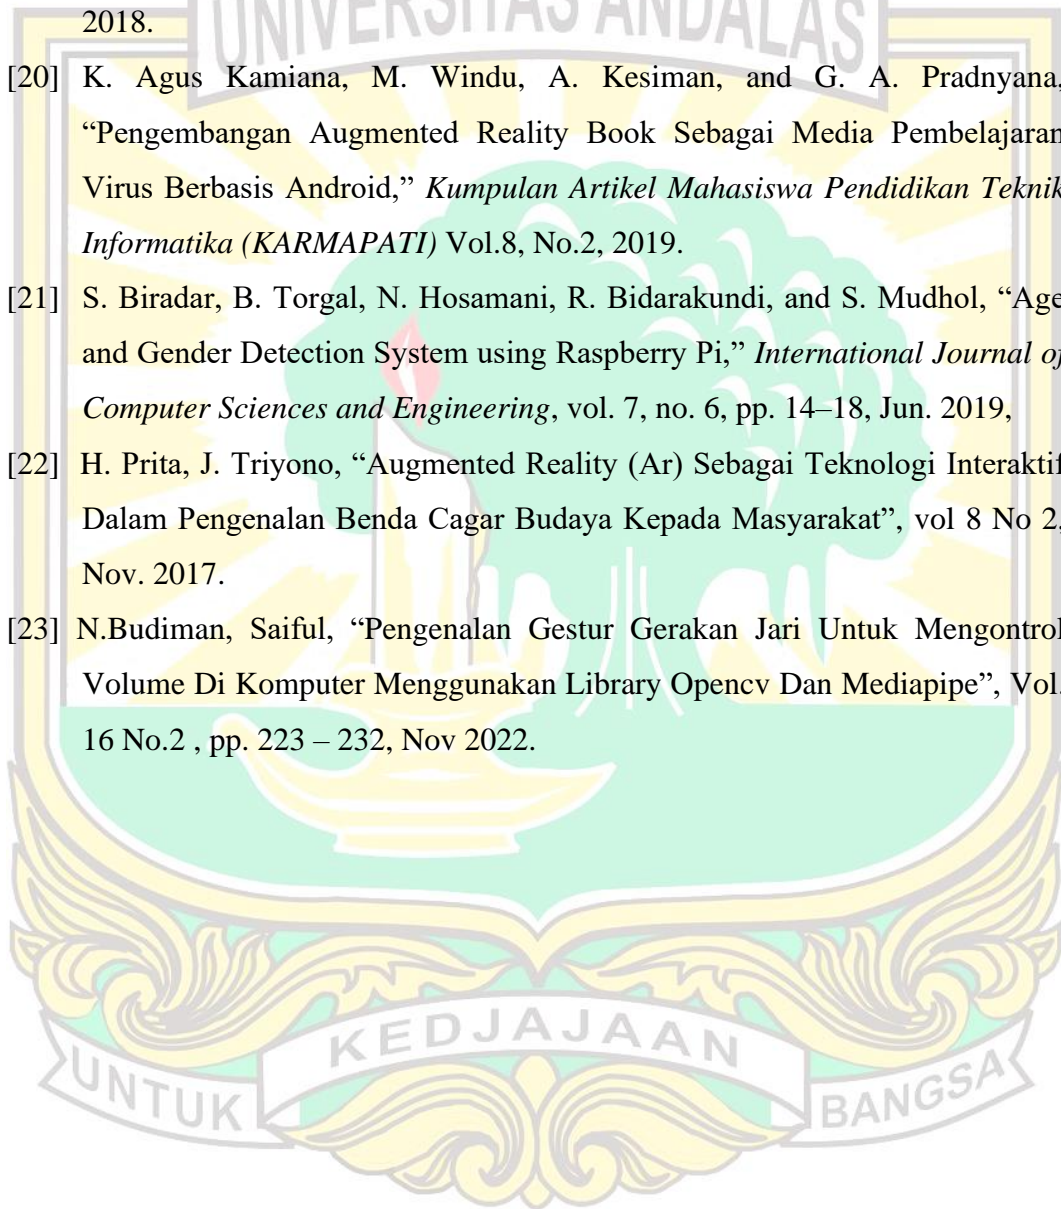 UNIVERSITAS ANDALAS
2018.
[20] K. Agus Kamiana, M. Windu, A. Kesiman, and G. A. Pradnyana,
“Pengembangan Augmented Reality Book Sebagai Media Pembelajaran
Virus Berbasis Android,” Kumpulan Artikel Mahasiswa Pendidikan Teknik
Informatika (KARMAPATI) Vol.8, No.2, 2019.
[21] S. Biradar, B. Torgal, N. Hosamani, R. Bidarakundi, and S. Mudhol, “Age
and Gender Detection System using Raspberry Pi,” International Journal of
Computer Sciences and Engineering, vol. 7, no. 6, pp. 14–18, Jun. 2019,
[22] H. Prita, J. Triyono, “Augmented Reality (Ar) Sebagai Teknologi Interaktif
Dalam Pengenalan Benda Cagar Budaya Kepada Masyarakat”, vol 8 No 2,
Nov. 2017.
[23] N.Budiman, Saiful, “Pengenalan Gestur Gerakan Jari Untuk Mengontrol
Volume Di Komputer Menggunakan Library Opencv Dan Mediapipe”, Vol.
16 No.2 , pp. 223 – 232, Nov 2022.
UNTUK KEDJAJAAN BANGSA